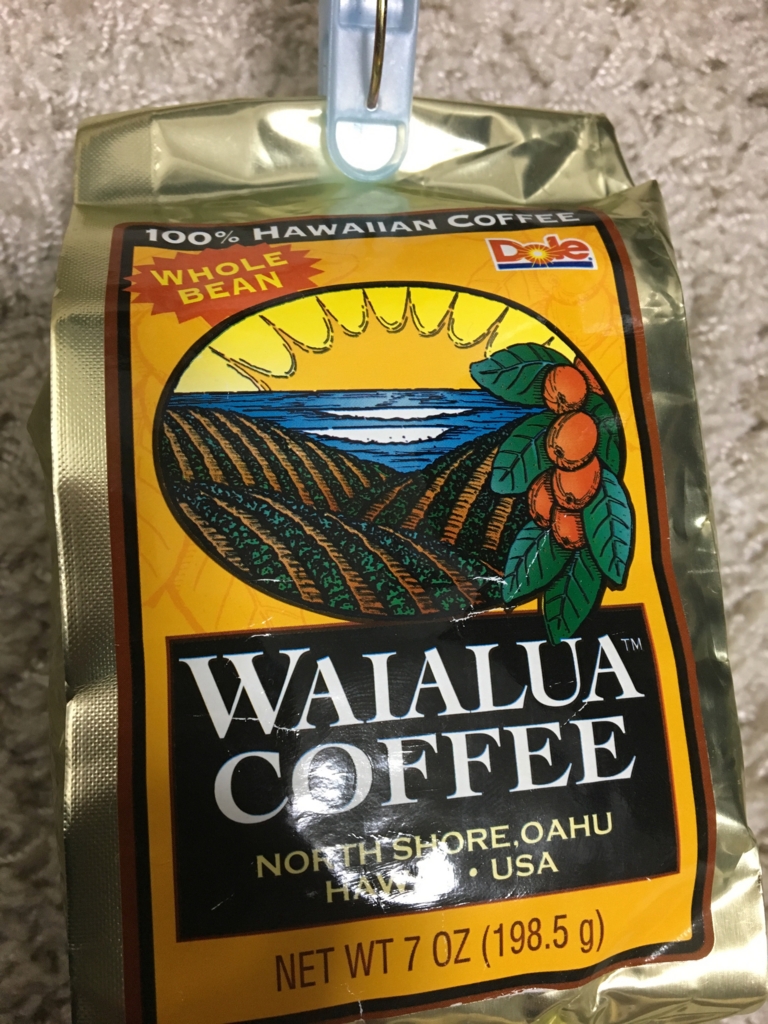 100% HAWAIIAN COFFEE
Dole
WHOLE
BEAN
WAIALUA™
COFFEE
NORTH SHORE, OAHU
• USA
NET WT 7 OZ (198.5 g)